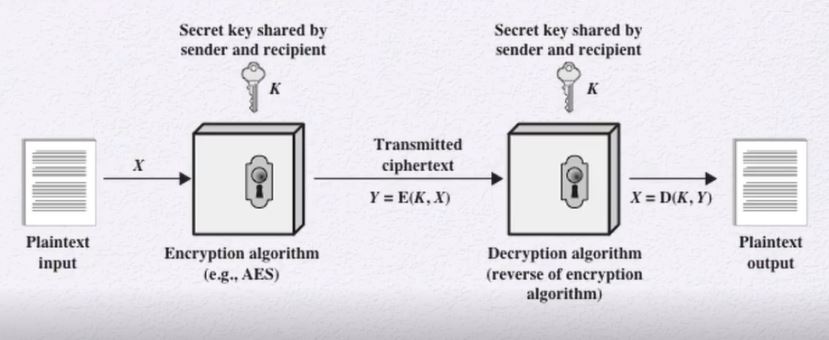 Secret key shared by
sender and recipient
K
Secret key shared by
sender and recipient
K
X
Transmitted
ciphertext
Y = E(K, X)
X = D(K, Y)
Plaintext
input
Encryption algorithm
(e.g., AES)
Decryption algorithm
(reverse of encryption
algorithm)
Plaintext
output